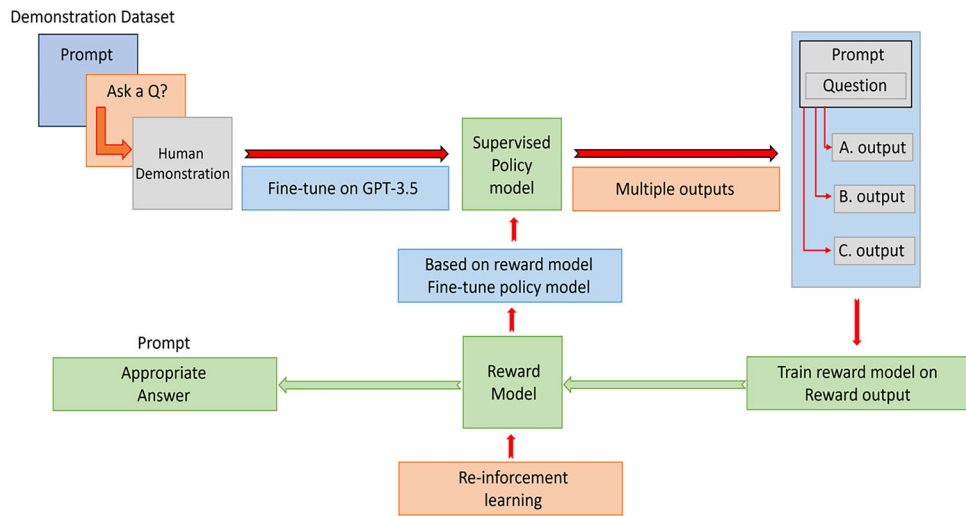 Demonstration Dataset
Prompt
Ask a Q?
Human
Demonstration
Fine-tune on GPT-3.5
Supervised
Policy
model
Multiple outputs
Prompt
Question
A. output
B. output
C. output
Based on reward model
Fine-tune policy model
Prompt
Appropriate
Answer
Reward
Model
Train reward model on
Reward output
Re-inforcement
learning